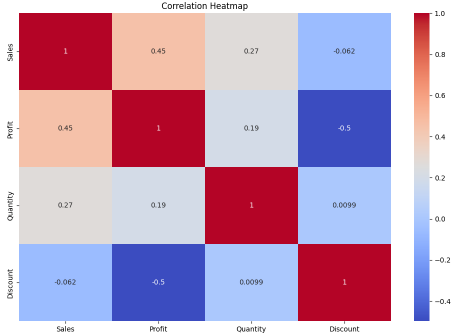 Correlation Heatmap
Sales 1 0.45 0.27 -0.062
Profit 0.45 1 0.19 -0.5
Quantity 0.27 0.19 1 0.0099
Discount -0.062 -0.5 0.0099 1
Sales Profit Quantity Discount
1.0
0.8
0.6
0.4
0.2
0.0
-0.2
-0.4